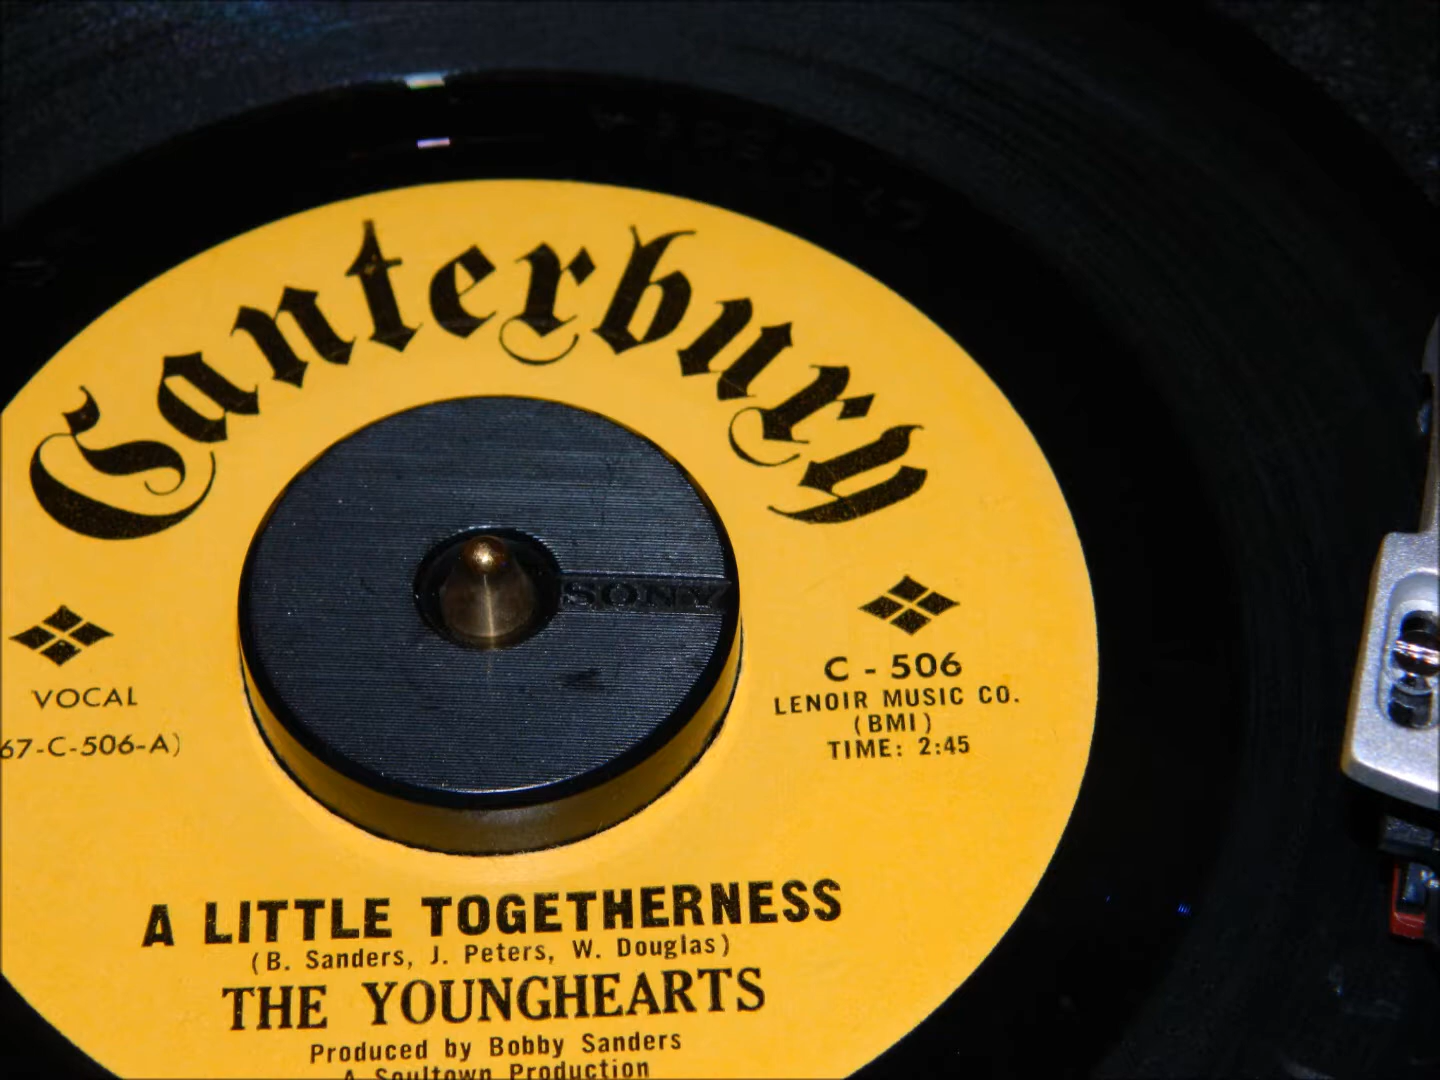 Canterbury
SONY
VOCAL
67-C-506-A)
C - 506
LENOIR MUSIC CO.
(BMI)
TIME: 2:45
A LITTLE TOGETHERNESS
(B. Sanders, J. Peters, W. Douglas)
THE YOUNGHEARTS
Produced by Bobby Sanders
A Soultown Production